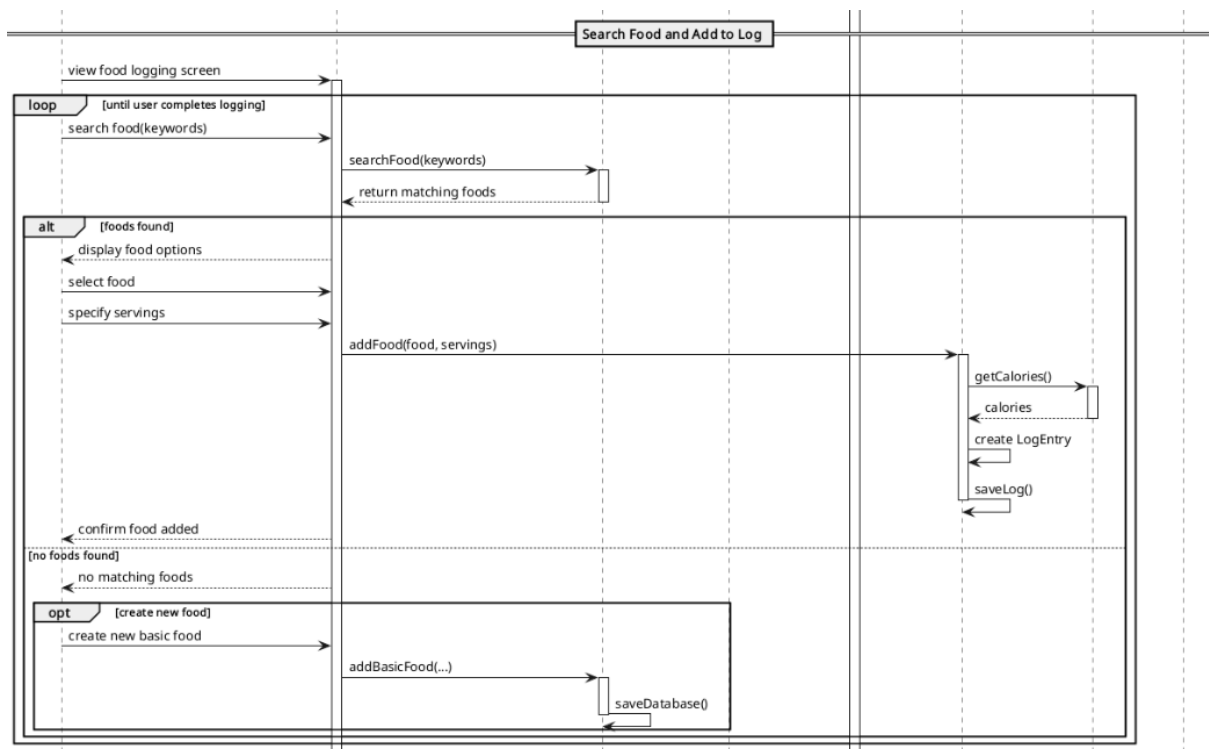 Search Food and Add to Log
view food logging screen
loop [until user completes logging]
search food(keywords)
searchFood(keywords)
return matching foods
alt [foods found]
display food options
select food
specify servings
addFood(food, servings)
getCalories()
calories
create LogEntry
saveLog()
confirm food added
[no foods found]
no matching foods
opt [create new food]
create new basic food
addBasicFood(...)
saveDatabase()